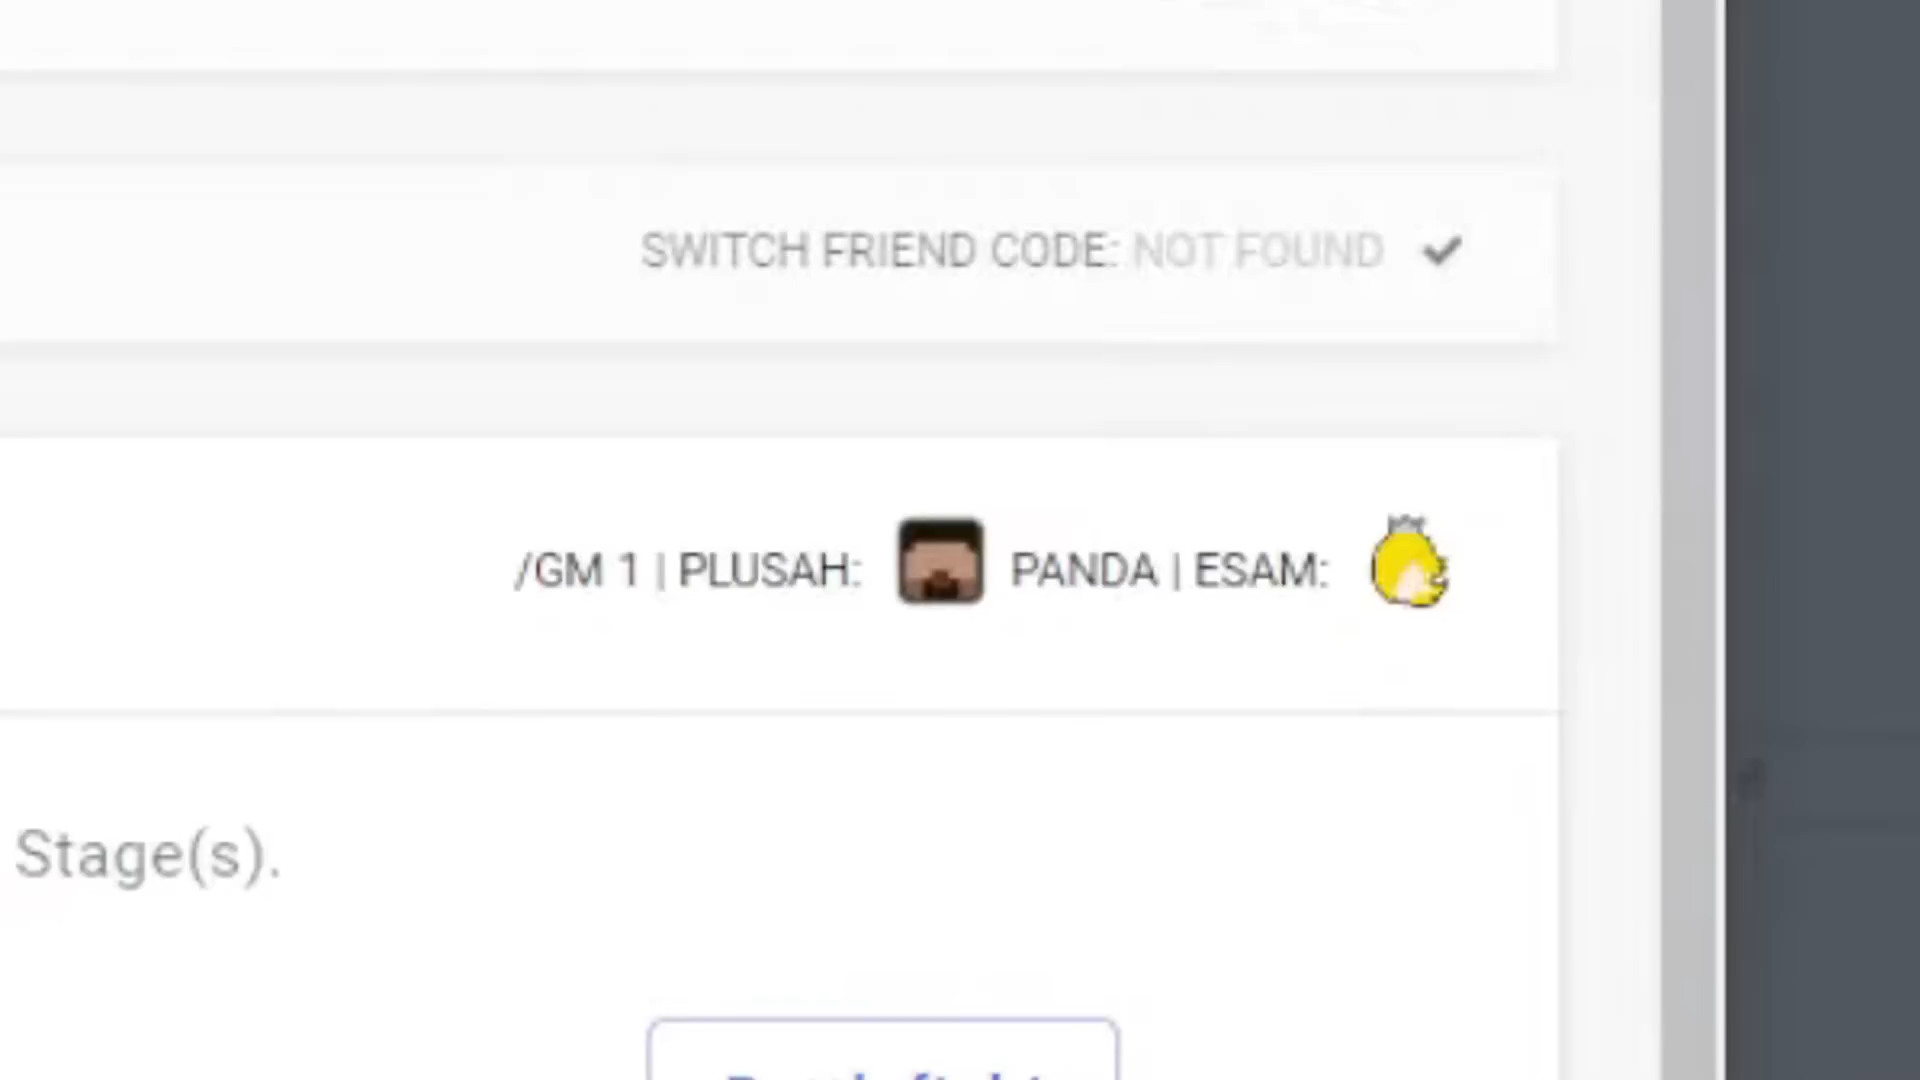 SWITCH FRIEND CODE: NOT FOUND
/GM 1 | PLUSAH: PANDA | ESAM:
Stage(s).